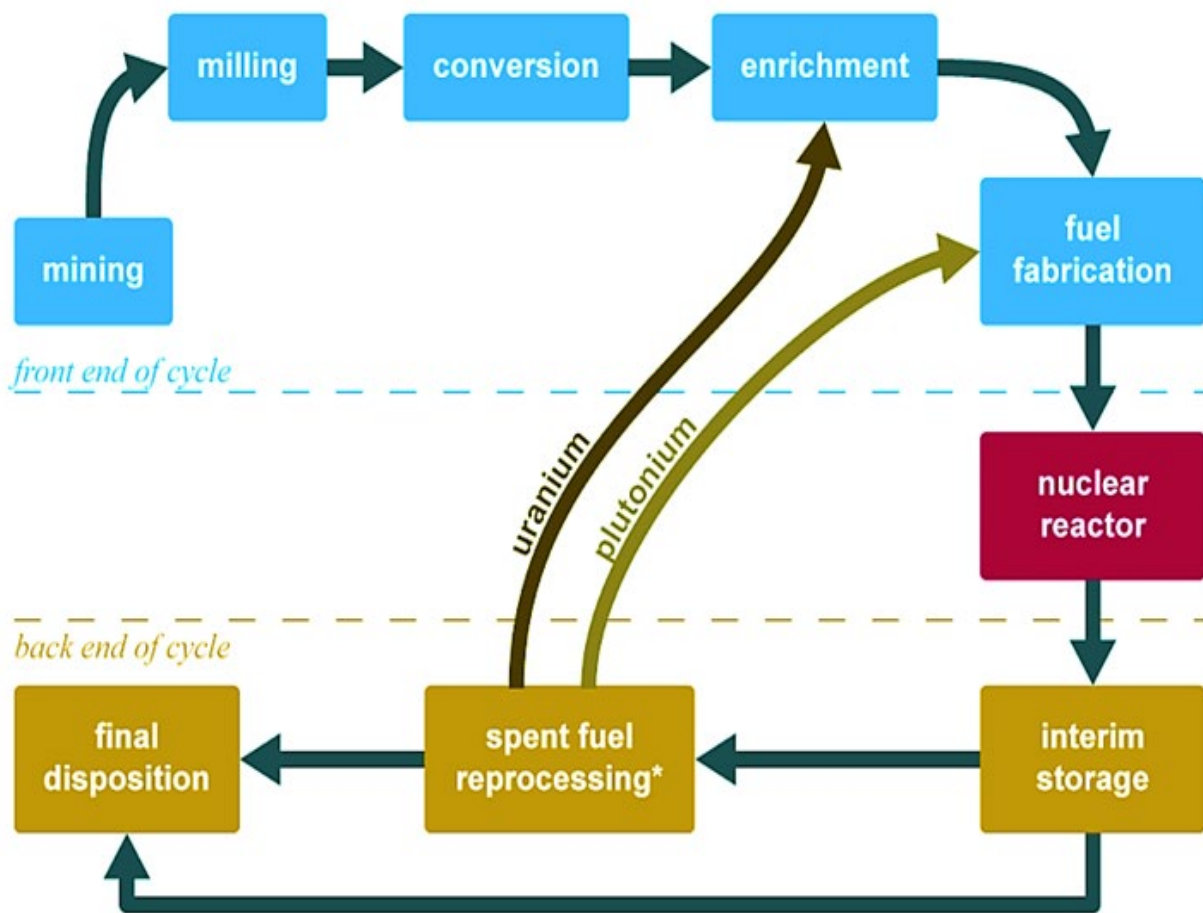 milling
conversion
enrichment
mining
fuel
fabrication
front end of cycle
uranium
plutonium
nuclear
reactor
back end of cycle
final
disposition
spent fuel
reprocessing*
interim
storage